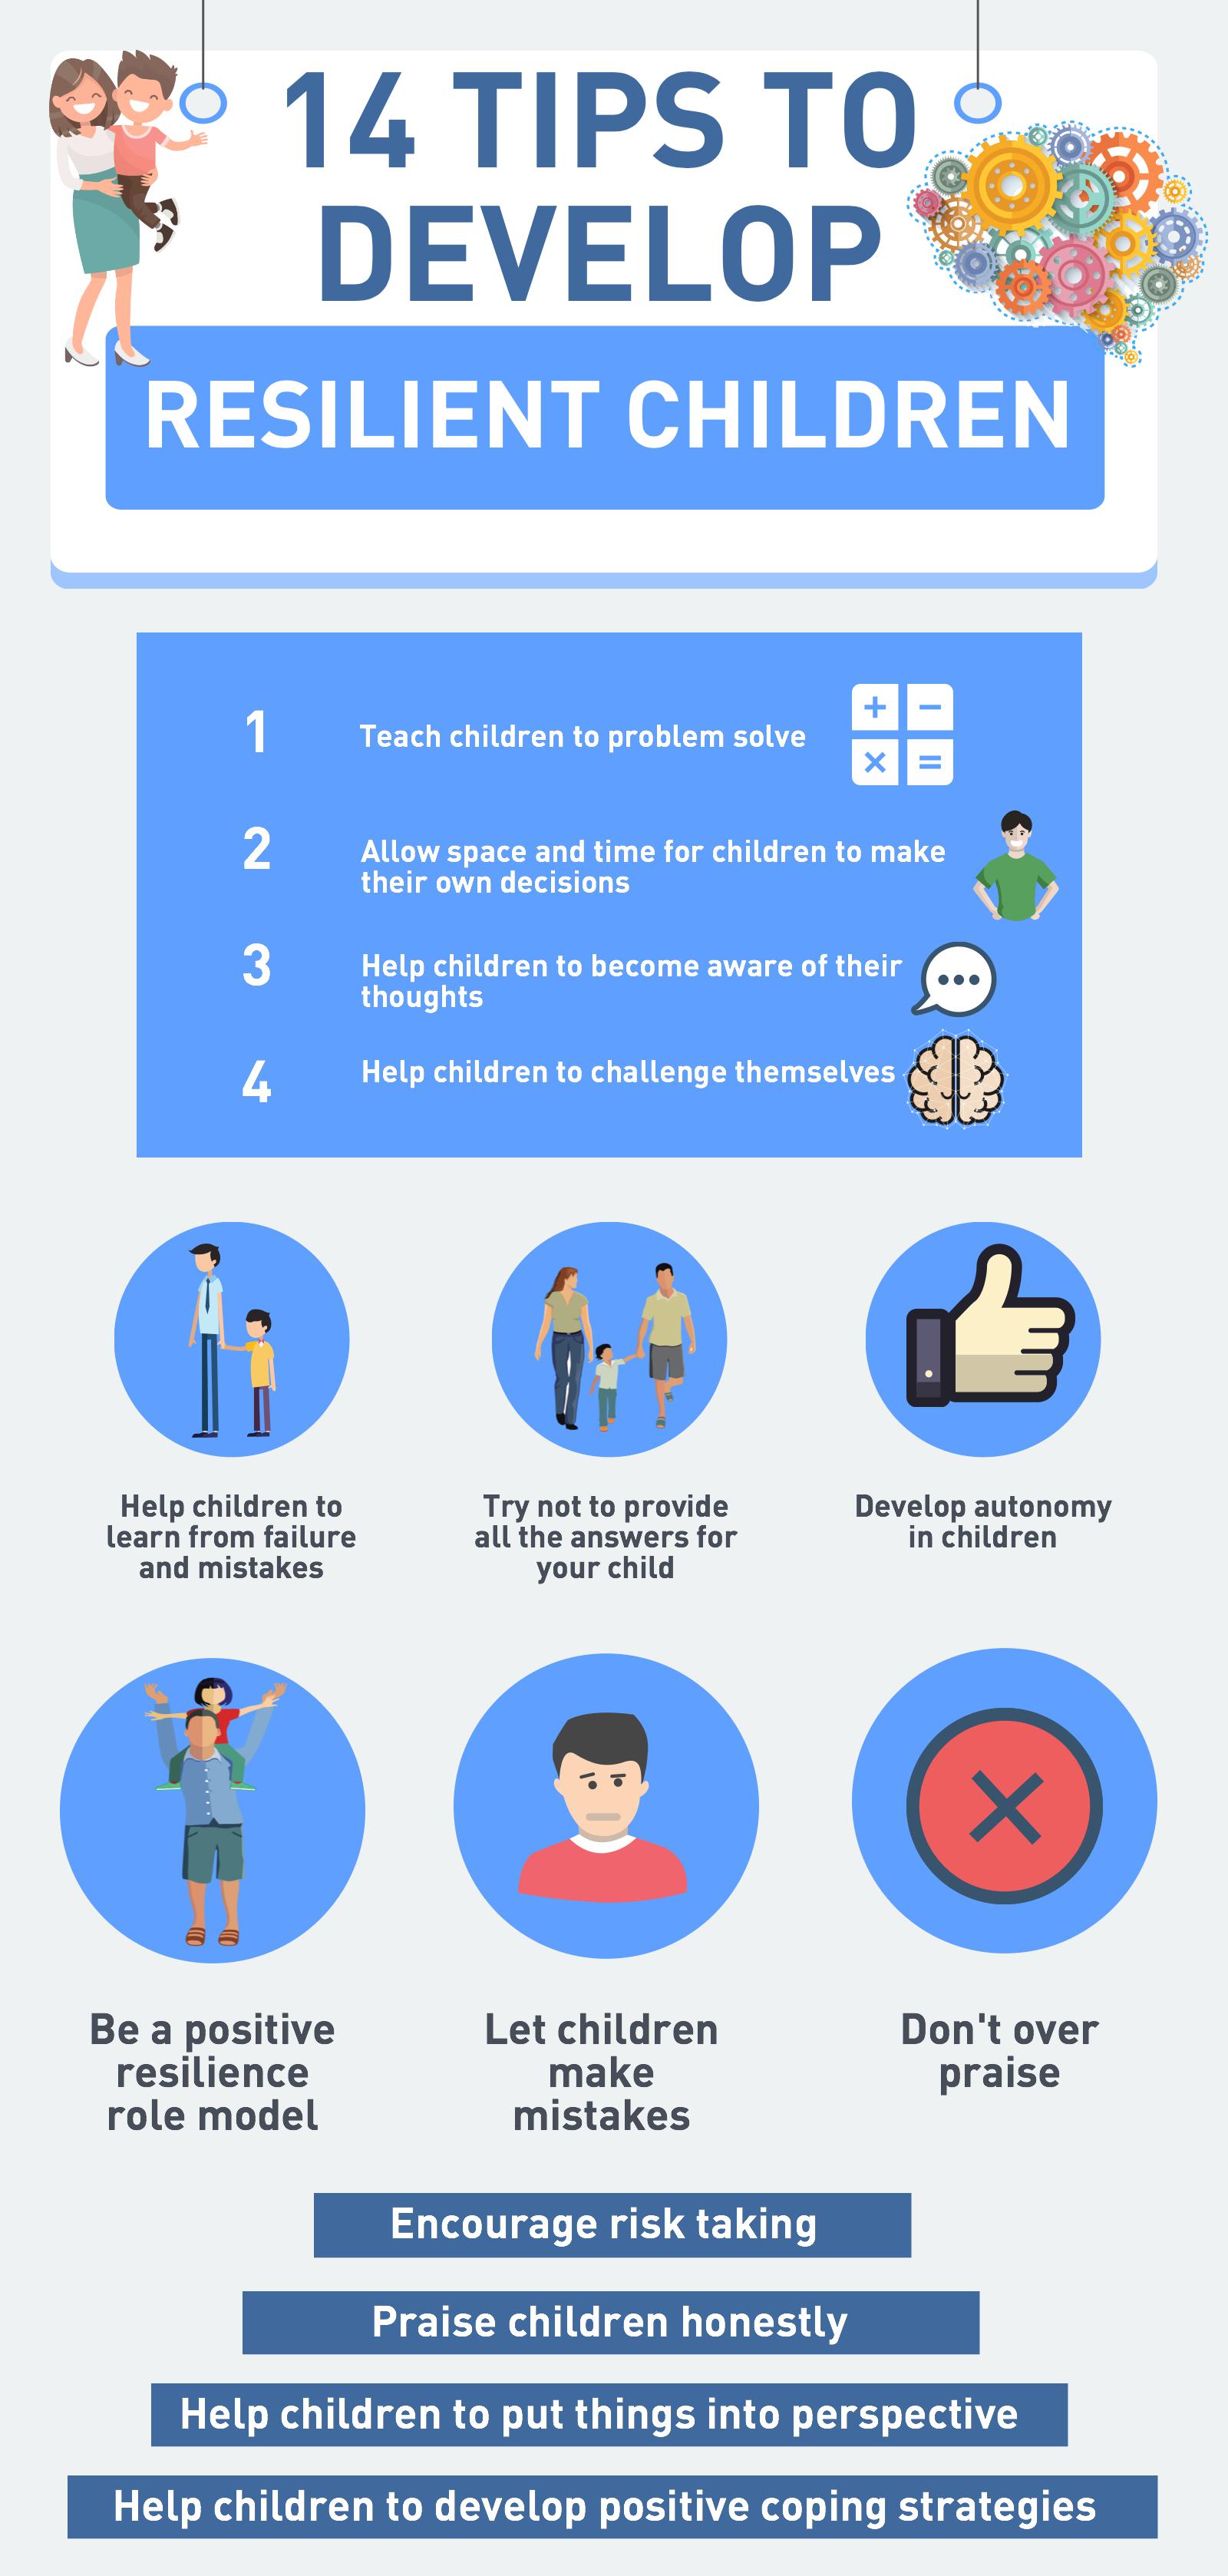 14 TIPS TO
DEVELOP
RESILIENT CHILDREN
1
Teach children to problem solve
+ −
× =
2
Allow space and time for children to make
their own decisions
3
Help children to become aware of their
thoughts
4
Help children to challenge themselves
Help children to
learn from failure
and mistakes
Try not to provide
all the answers for
your child
Develop autonomy
in children
Be a positive
resilience
role model
Let children
make
mistakes
Don't over
praise
Encourage risk taking
Praise children honestly
Help children to put things into perspective
Help children to develop positive coping strategies